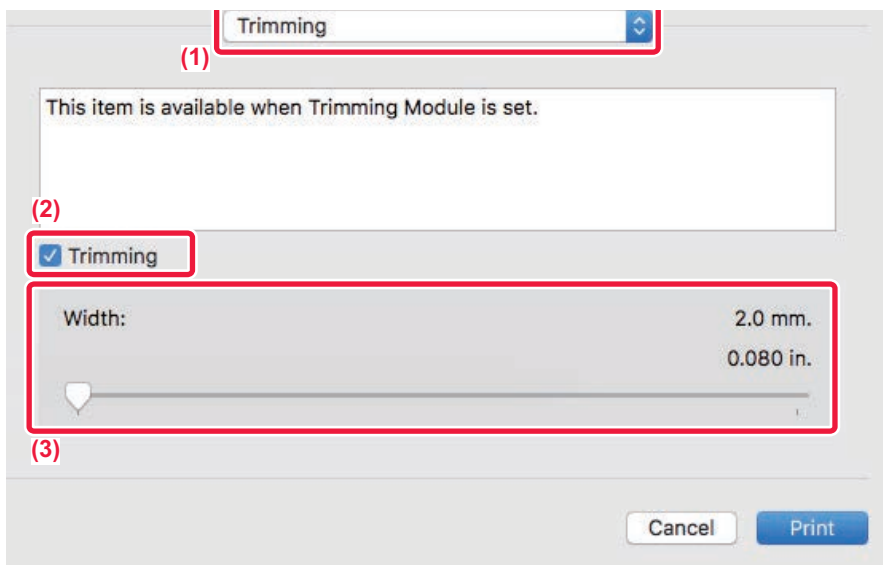 Trimming
(1)
This item is available when Trimming Module is set.
(2)
Trimming
Width:
2.0 mm.
0.080 in.
(3)
Cancel
Print